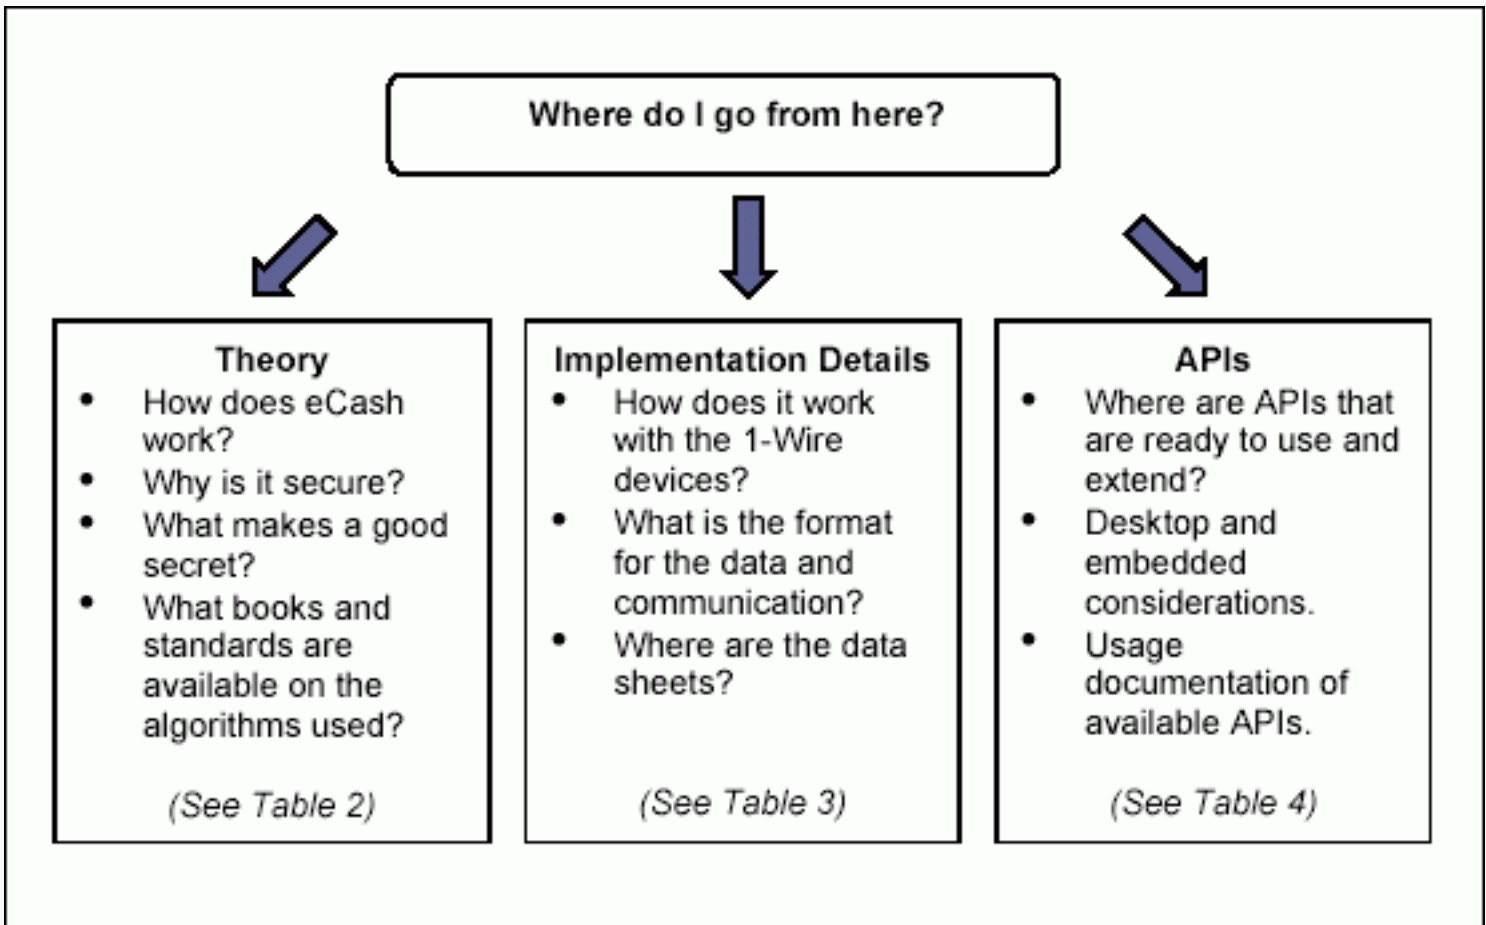 Where do I go from here?
Theory
• How does eCash
work?
• Why is it secure?
• What makes a good
secret?
• What books and
standards are
available on the
algorithms used?
(See Table 2)
Implementation Details
• How does it work
with the 1-Wire
devices?
• What is the format
for the data and
communication?
• Where are the data
sheets?
(See Table 3)
APIs
• Where are APIs that
are ready to use and
extend?
• Desktop and
embedded
considerations.
• Usage
documentation of
available APIs.
(See Table 4)